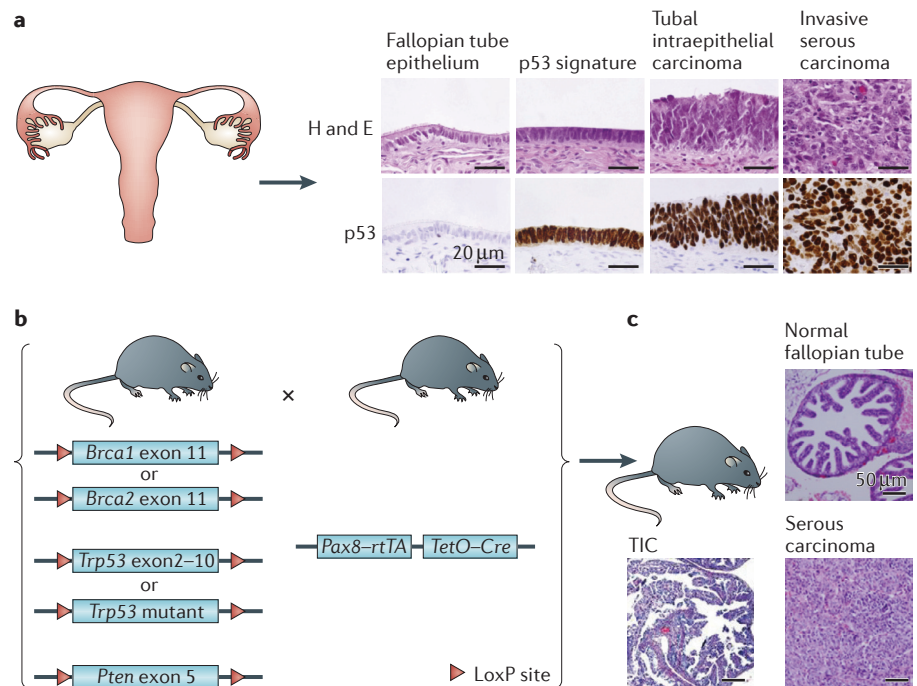 a
Fallopian tube
epithelium
p53 signature
Tubal
intraepithelial
carcinoma
Invasive
serous
carcinoma
H and E
p53
20 µm
b
×
Brca1 exon 11
or
Brca2 exon 11
Trp53 exon2–10
or
Trp53 mutant
Pten exon 5
Pax8–rtTA
TetO–Cre
LoxP site
c
Normal
fallopian tube
50 µm
TIC
Serous
carcinoma